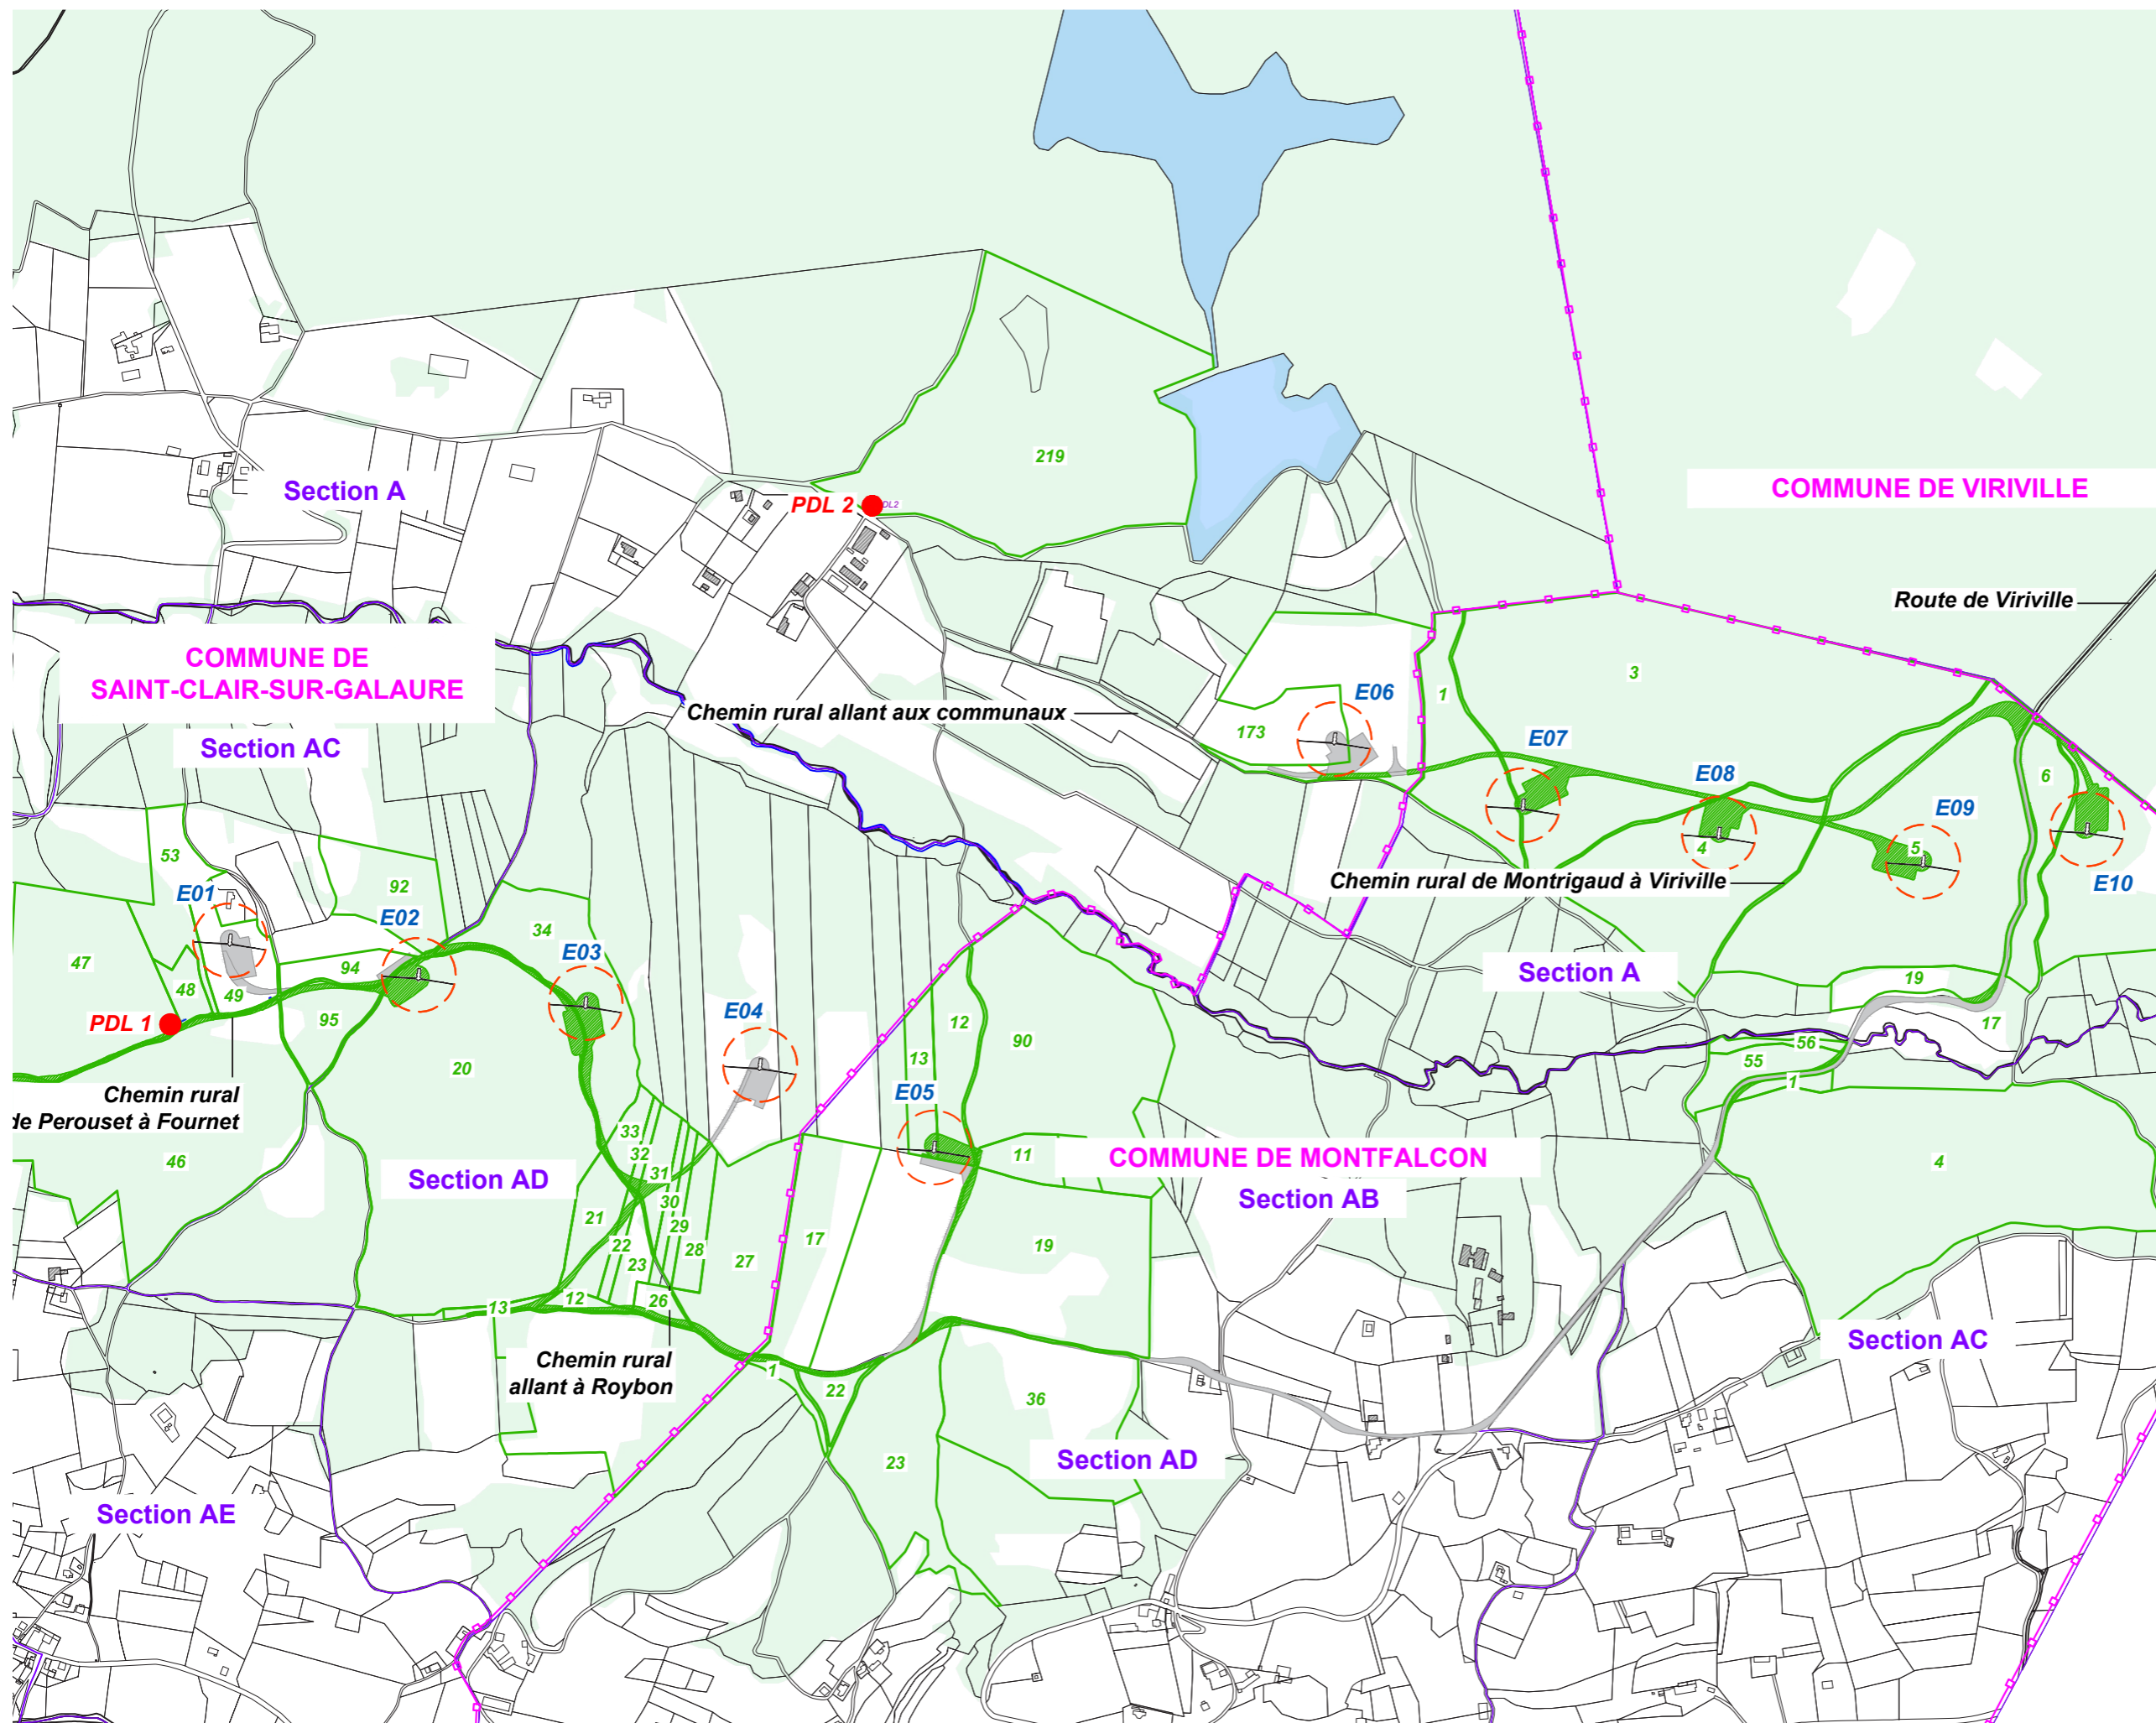 219
Section A
COMMUNE DE VIRIVILLE
PDL 2
DL2
Route de Viriville
COMMUNE DE
SAINT-CLAIR-SUR-GALAURE
3
E06
1
Chemin rural allant aux communaux
173
E07
Section AC
E08
6
E09
53
4
5
92
E01
Chemin rural de Montrigaud à Viriville
E10
E02
34
E03
47
94
Section A
19
48
49
E04
PDL 1
95
12
17
90
13
56
20
55
1
Chemin rural
de Perouset à Fournet
E05
33
32
11
COMMUNE DE MONTFALCON
46
31
4
Section AD
30
Section AB
21
29
17
22
28
19
23
27
26
12
13
Section AC
Chemin rural
allant à Roybon
1
22
36
23
Section AD
Section AE